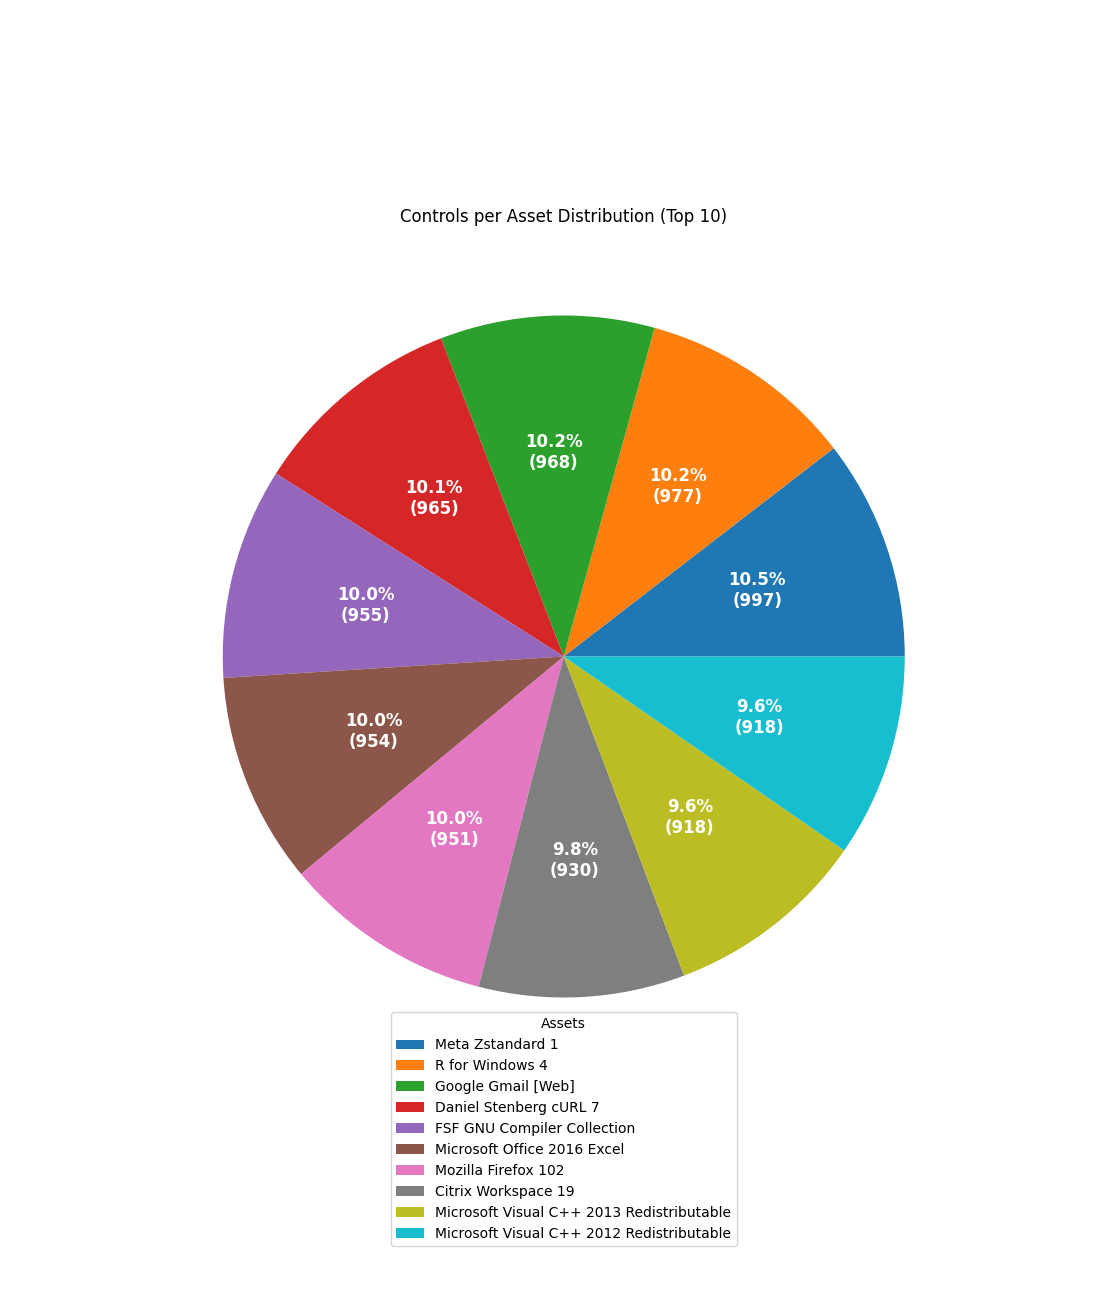 Controls per Asset Distribution (Top 10)
10.2%
(968)
10.2%
(977)
10.1%
(965)
10.5%
(997)
10.0%
(955)
10.0%
(954)
9.6%
(918)
10.0%
(951)
9.6%
(918)
9.8%
(930)
Assets
Meta Zstandard 1
R for Windows 4
Google Gmail [Web]
Daniel Stenberg cURL 7
FSF GNU Compiler Collection
Microsoft Office 2016 Excel
Mozilla Firefox 102
Citrix Workspace 19
Microsoft Visual C++ 2013 Redistributable
Microsoft Visual C++ 2012 Redistributable